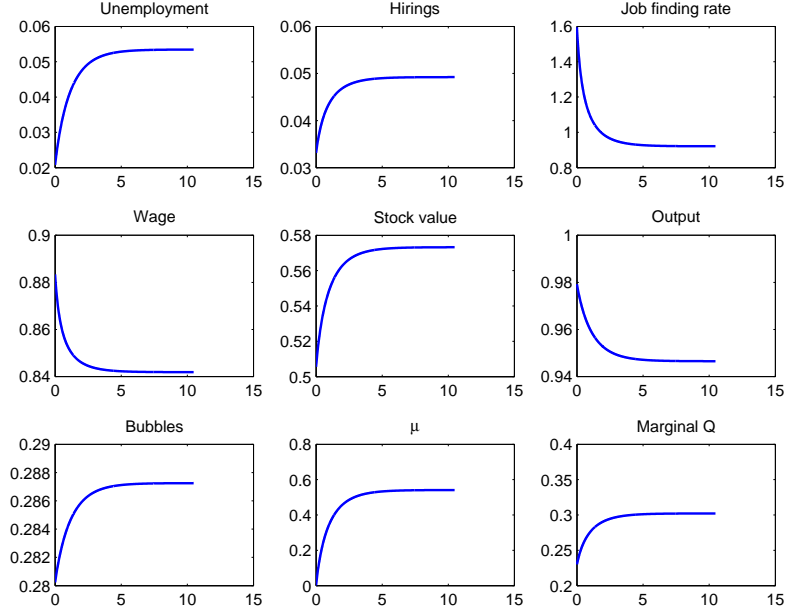 Unemployment
0.06
0.05
0.04
0.03
0.02
0 5 10 15
Hirings
0.06
0.05
0.04
0.03
0 5 10 15
Job finding rate
1.6
1.4
1.2
1
0.8
0 5 10 15
Wage
0.9
0.88
0.86
0.84
0 5 10 15
Stock value
0.58
0.56
0.54
0.52
0.5
0 5 10 15
Output
1
0.98
0.96
0.94
0 5 10 15
Bubbles
0.29
0.288
0.286
0.284
0.282
0.28
0 5 10 15
μ
0.8
0.6
0.4
0.2
0
0 5 10 15
Marginal Q
0.4
0.35
0.3
0.25
0.2
0 5 10 15